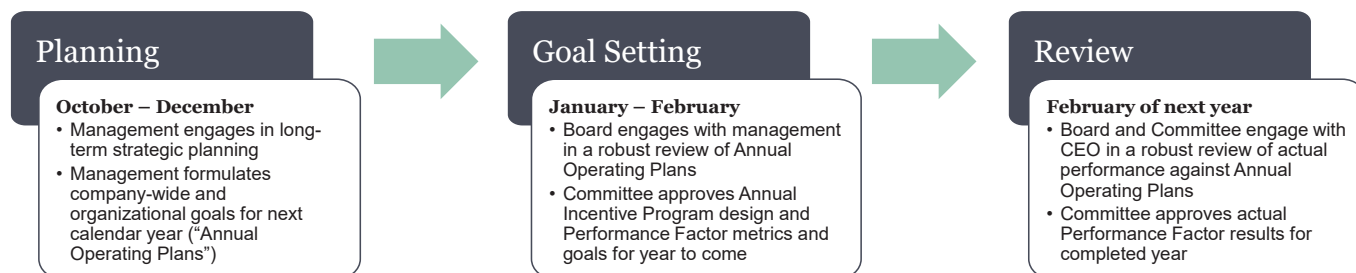 Planning
October – December
• Management engages in long-
term strategic planning
• Management formulates
company-wide and
organizational goals for next
calendar year (“Annual
Operating Plans”)
Goal Setting
January – February
• Board engages with management
in a robust review of Annual
Operating Plans
• Committee approves Annual
Incentive Program design and
Performance Factor metrics and
goals for year to come
Review
February of next year
• Board and Committee engage with
CEO in a robust review of actual
performance against Annual
Operating Plans
• Committee approves actual
Performance Factor results for
completed year